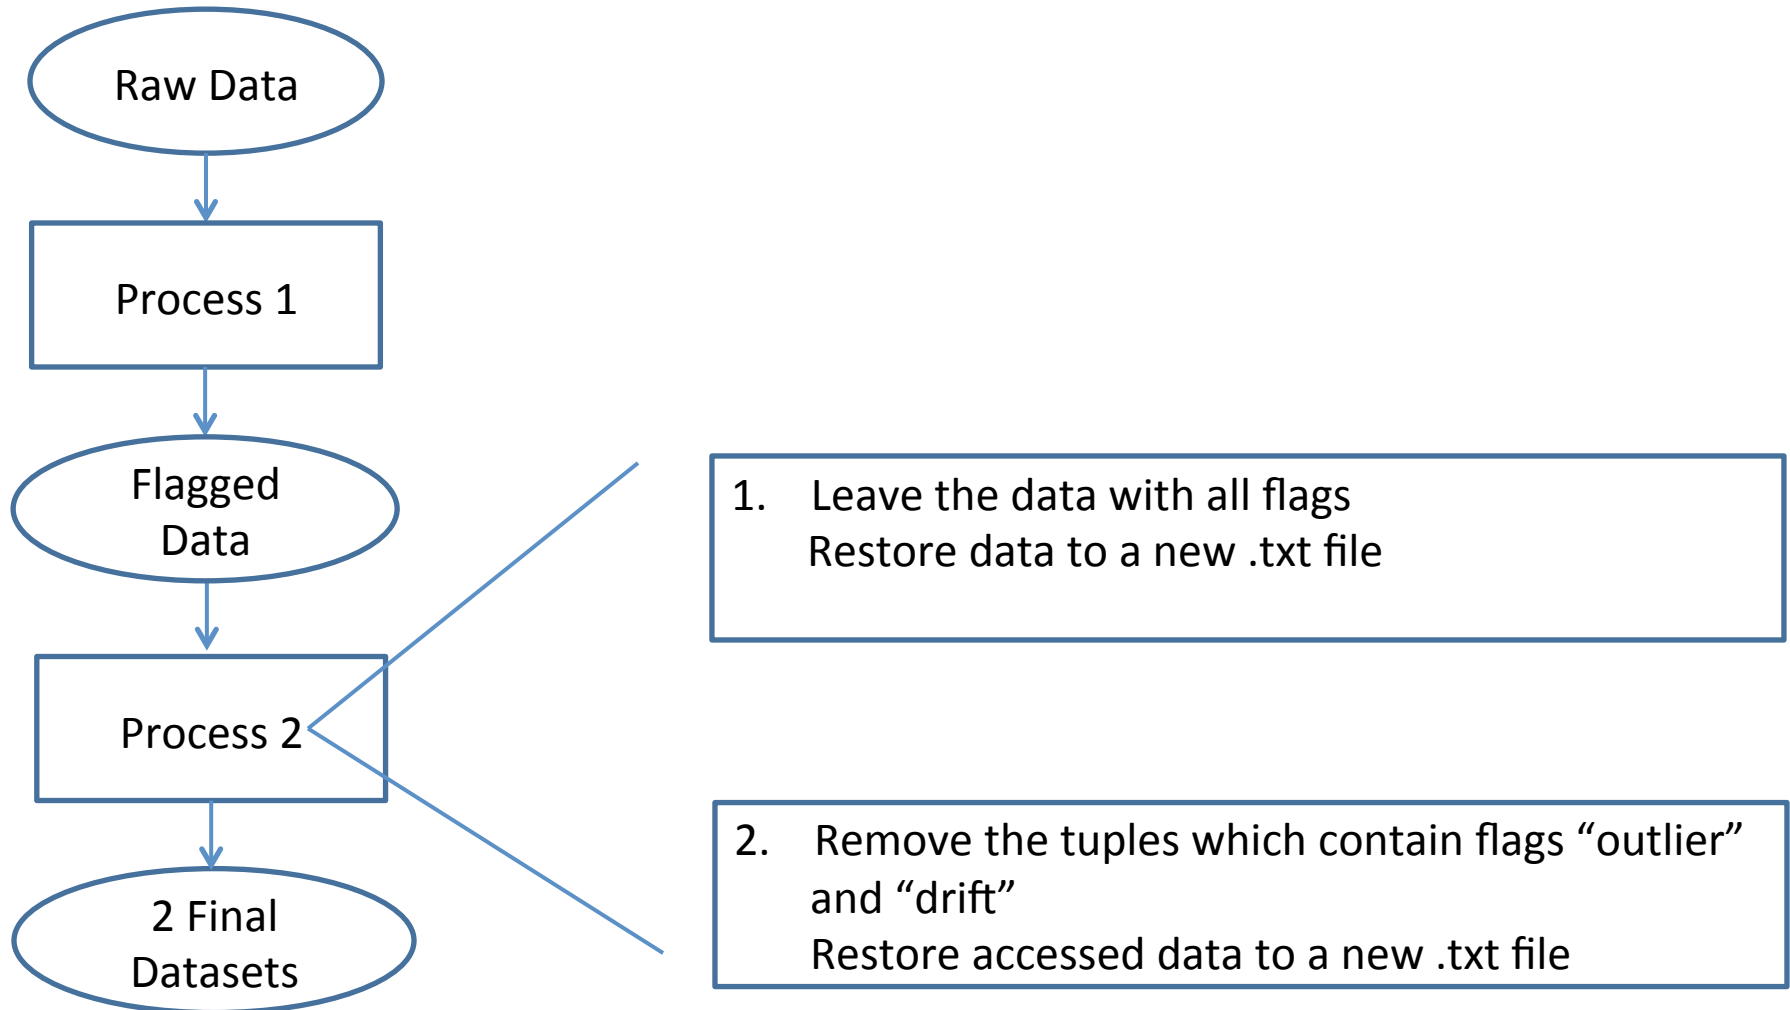 Raw Data
Process 1
Flagged
Data
Process 2
2 Final
Datasets
1. Leave the data with all flags
Restore data to a new .txt file
2. Remove the tuples which contain flags “outlier”
and “drift”
Restore accessed data to a new .txt file